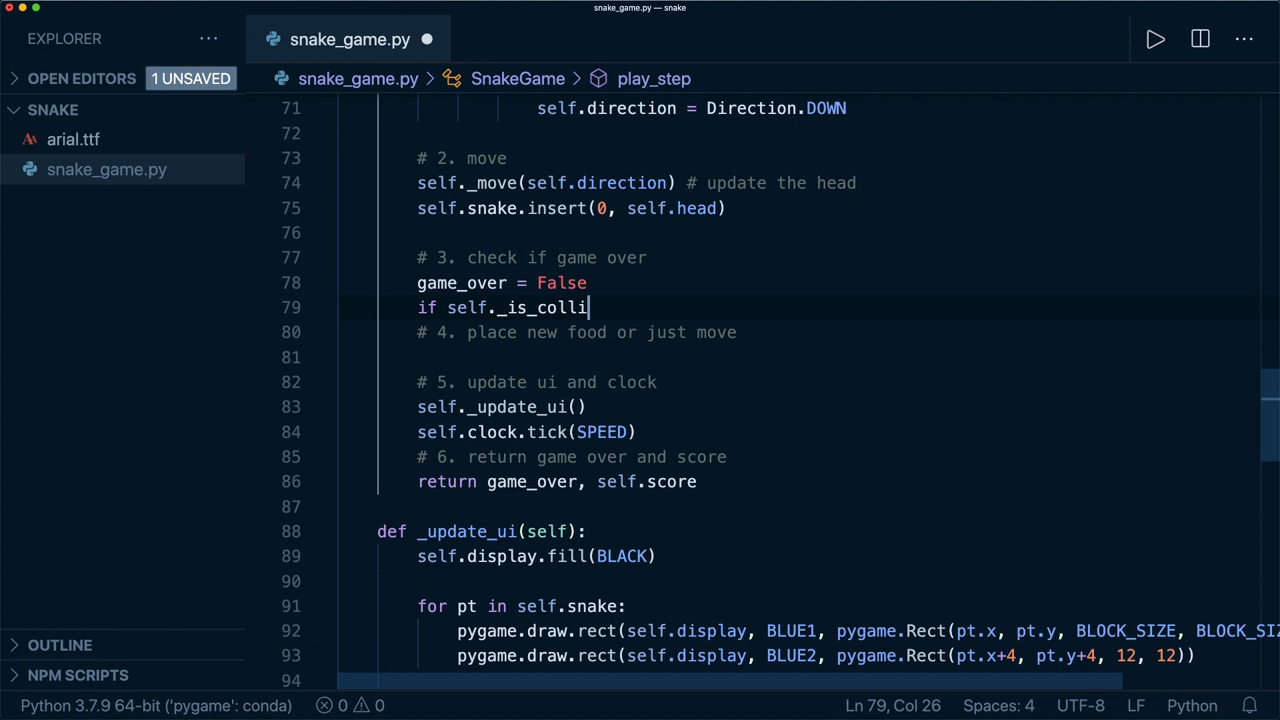 snake_game.py — snake
EXPLORER ···
snake_game.py
OPEN EDITORS 1 UNSAVED
snake_game.py > SnakeGame > play_step
SNAKE
arial.ttf
snake_game.py
71 self.direction = Direction.DOWN
72
73 # 2. move
74 self._move(self.direction) # update the head
75 self.snake.insert(0, self.head)
76
77 # 3. check if game over
78 game_over = False
79 if self._is_colli
80 # 4. place new food or just move
81
82 # 5. update ui and clock
83 self._update_ui()
84 self.clock.tick(SPEED)
85 # 6. return game over and score
86 return game_over, self.score
87
88 def _update_ui(self):
89 self.display.fill(BLACK)
90
91 for pt in self.snake:
92 pygame.draw.rect(self.display, BLUE1, pygame.Rect(pt.x, pt.y, BLOCK_SIZE, BLOCK_SIZ
93 pygame.draw.rect(self.display, BLUE2, pygame.Rect(pt.x+4, pt.y+4, 12, 12))
94
OUTLINE
NPM SCRIPTS
Python 3.7.9 64-bit ('pygame': conda) 0 0 Ln 79, Col 26 Spaces: 4 UTF-8 LF Python